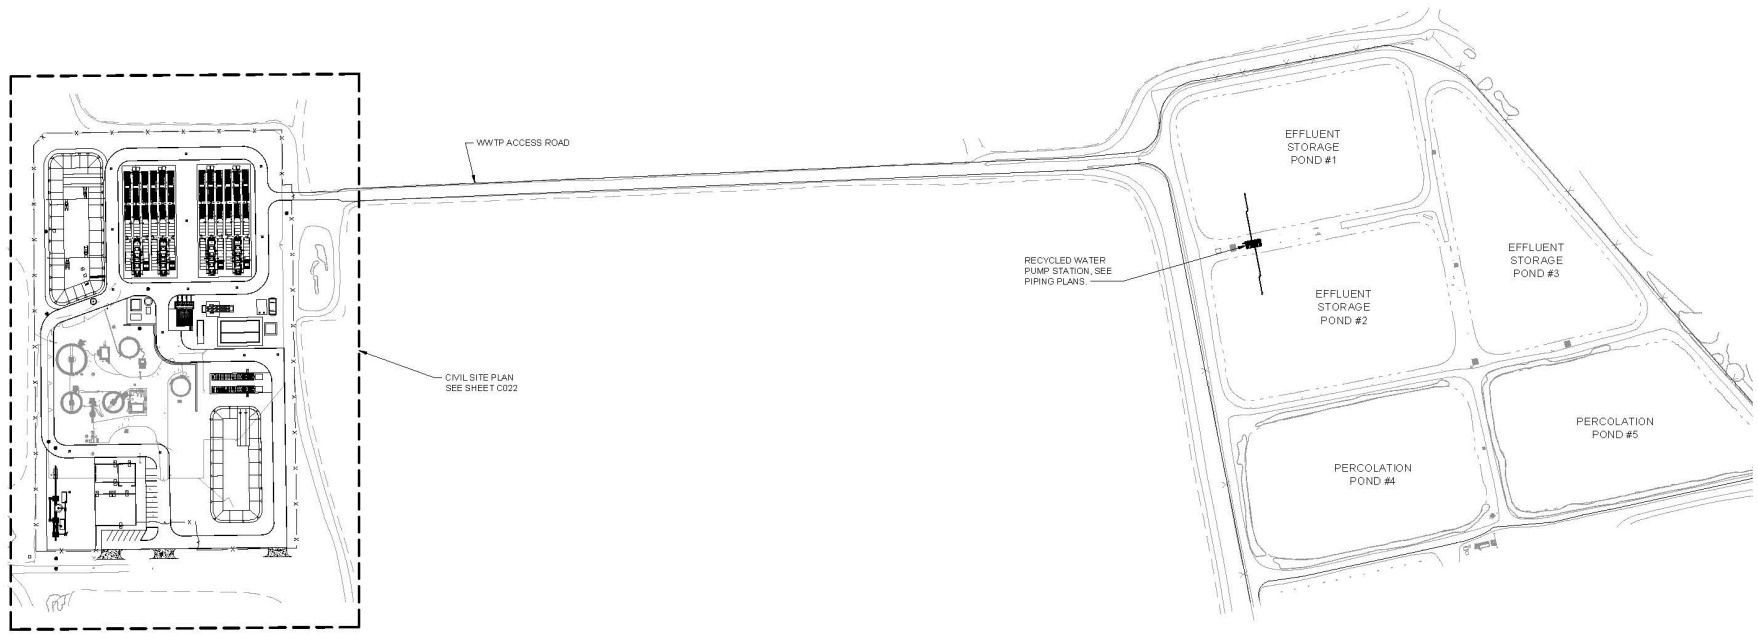 WWTP ACCESS ROAD
CIVIL SITE PLAN
SEE SHEET C022
RECYCLED WATER
PUMP STATION, SEE
PIPING PLANS.
EFFLUENT
STORAGE
POND #1
EFFLUENT
STORAGE
POND #2
EFFLUENT
STORAGE
POND #3
PERCOLATION
POND #4
PERCOLATION
POND #5